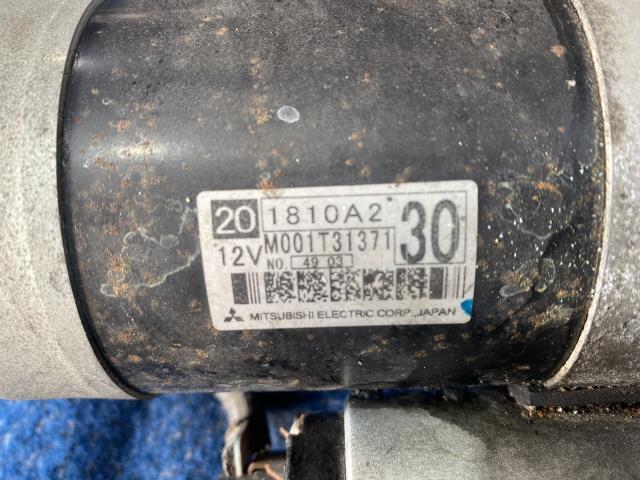 20 1810A2 30
12V M001T31371
NO. 49 03
MITSUBISHI ELECTRIC CORP., JAPAN